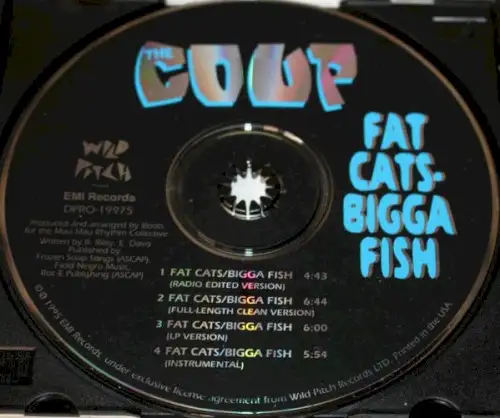 THE
COUP
FAT
CATS-
BIGGA
FISH
WILD
PITCH
EMI Records
DPRO-19975
Produced and arranged by Boots
for the Mau Mau Rhythm Collective
Written by R. Riley, E. Davis
Published by
Frozen Soap Songs (ASCAP),
Field Negro Music,
Boz-E Publishing (ASCAP)
1 FAT CATS/BIGGA FISH 4:43
(RADIO EDITED VERSION)
2 FAT CATS/BIGGA FISH 6:44
(FULL-LENGTH CLEAN VERSION)
3 FAT CATS/BIGGA FISH 6:00
(LP VERSION)
4 FAT CATS/BIGGA FISH 5:54
(INSTRUMENTAL)
℗© 1995 EMI Records, under exclusive license agreement from Wild Pitch Records LTD. Printed in the USA.